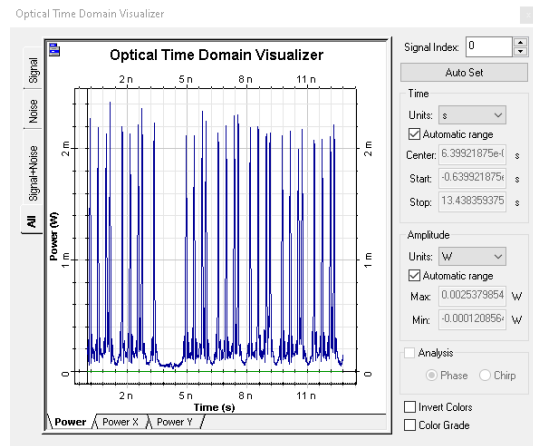 Optical Time Domain Visualizer
Signal
Noise
Signal+Noise
All
Optical Time Domain Visualizer
2 n 5 n 8 n 11 n
2 m 2 m
1 m 1 m
0 0
Power (W)
2 n 5 n 8 n 11 n
Time (s)
Power Power X Power Y
Signal Index: 0
Auto Set
Time
Units: s
Automatic range
Center: 6.39921875e-( s
Start: -0.639921875 s
Stop: 13.438359375 s
Amplitude
Units: W
Automatic range
Max: 0.0025379854 W
Min: -0.000120856 W
Analysis
Phase Chirp
Invert Colors
Color Grade